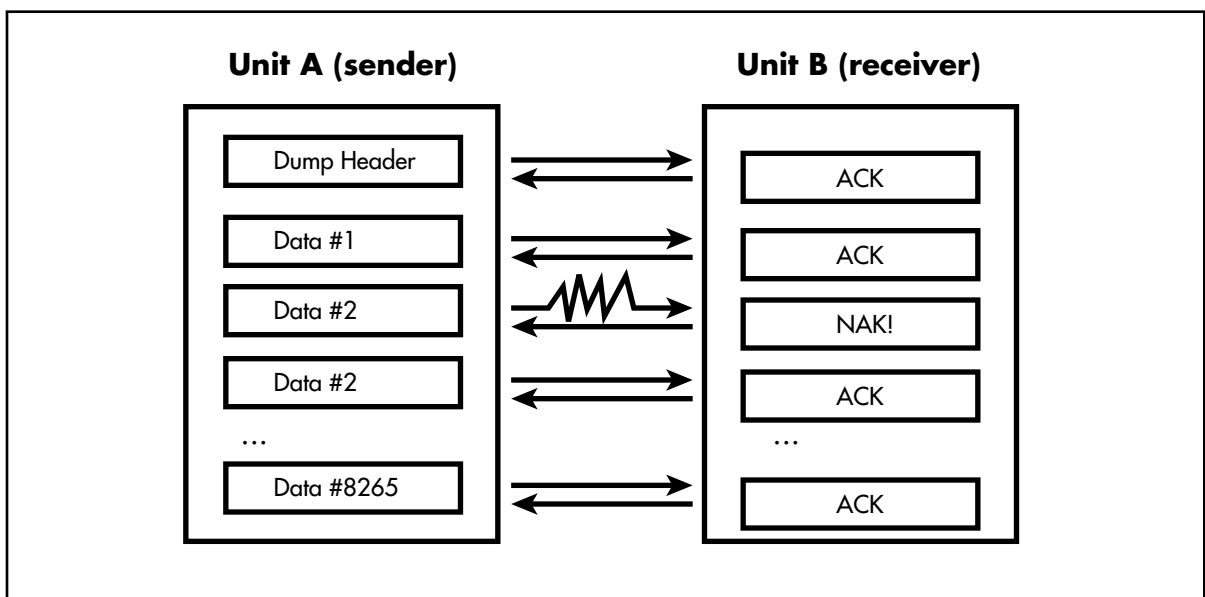 Unit A (sender)
Unit B (receiver)
Dump Header
ACK
Data #1
ACK
Data #2
NAK!
Data #2
ACK
...
...
Data #8265
ACK